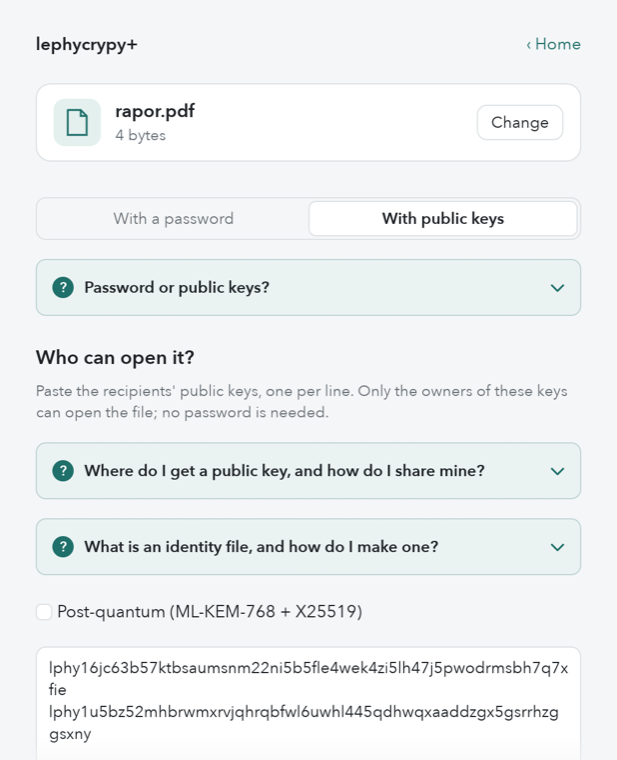 lephycrypy+
‹ Home
rapor.pdf
4 bytes
Change
With a password
With public keys
? Password or public keys?
Who can open it?
Paste the recipients' public keys, one per line. Only the owners of these keys
can open the file; no password is needed.
? Where do I get a public key, and how do I share mine?
? What is an identity file, and how do I make one?
Post-quantum (ML-KEM-768 + X25519)
lphy16jc63b57ktbsaumsnm22ni5b5fle4wek4zi5lh47j5pwodrmsbh7q7x
fie
lphy1u5bz52mhbrwmxrvjqhrqbfwl6uwhl445qdhwqxaaddzgx5gsrrhzg
gsxny